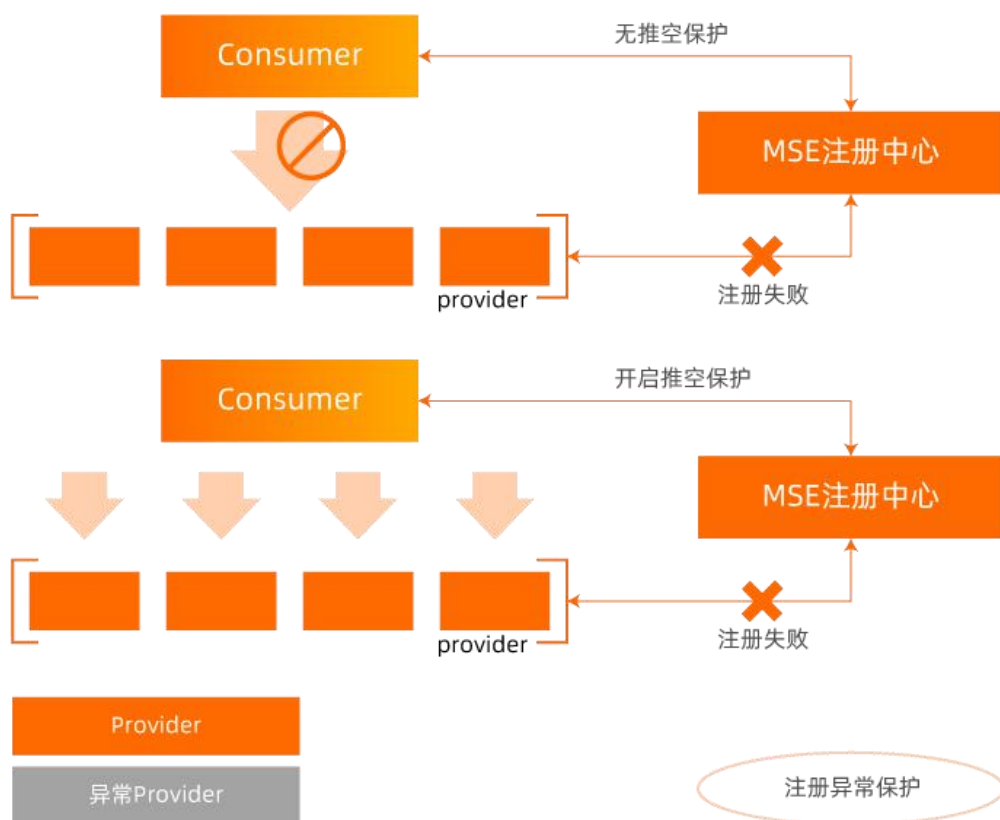 无推空保护
Consumer
MSE注册中心
provider
注册失败
开启推空保护
Consumer
MSE注册中心
provider
注册失败
Provider
异常Provider
注册异常保护